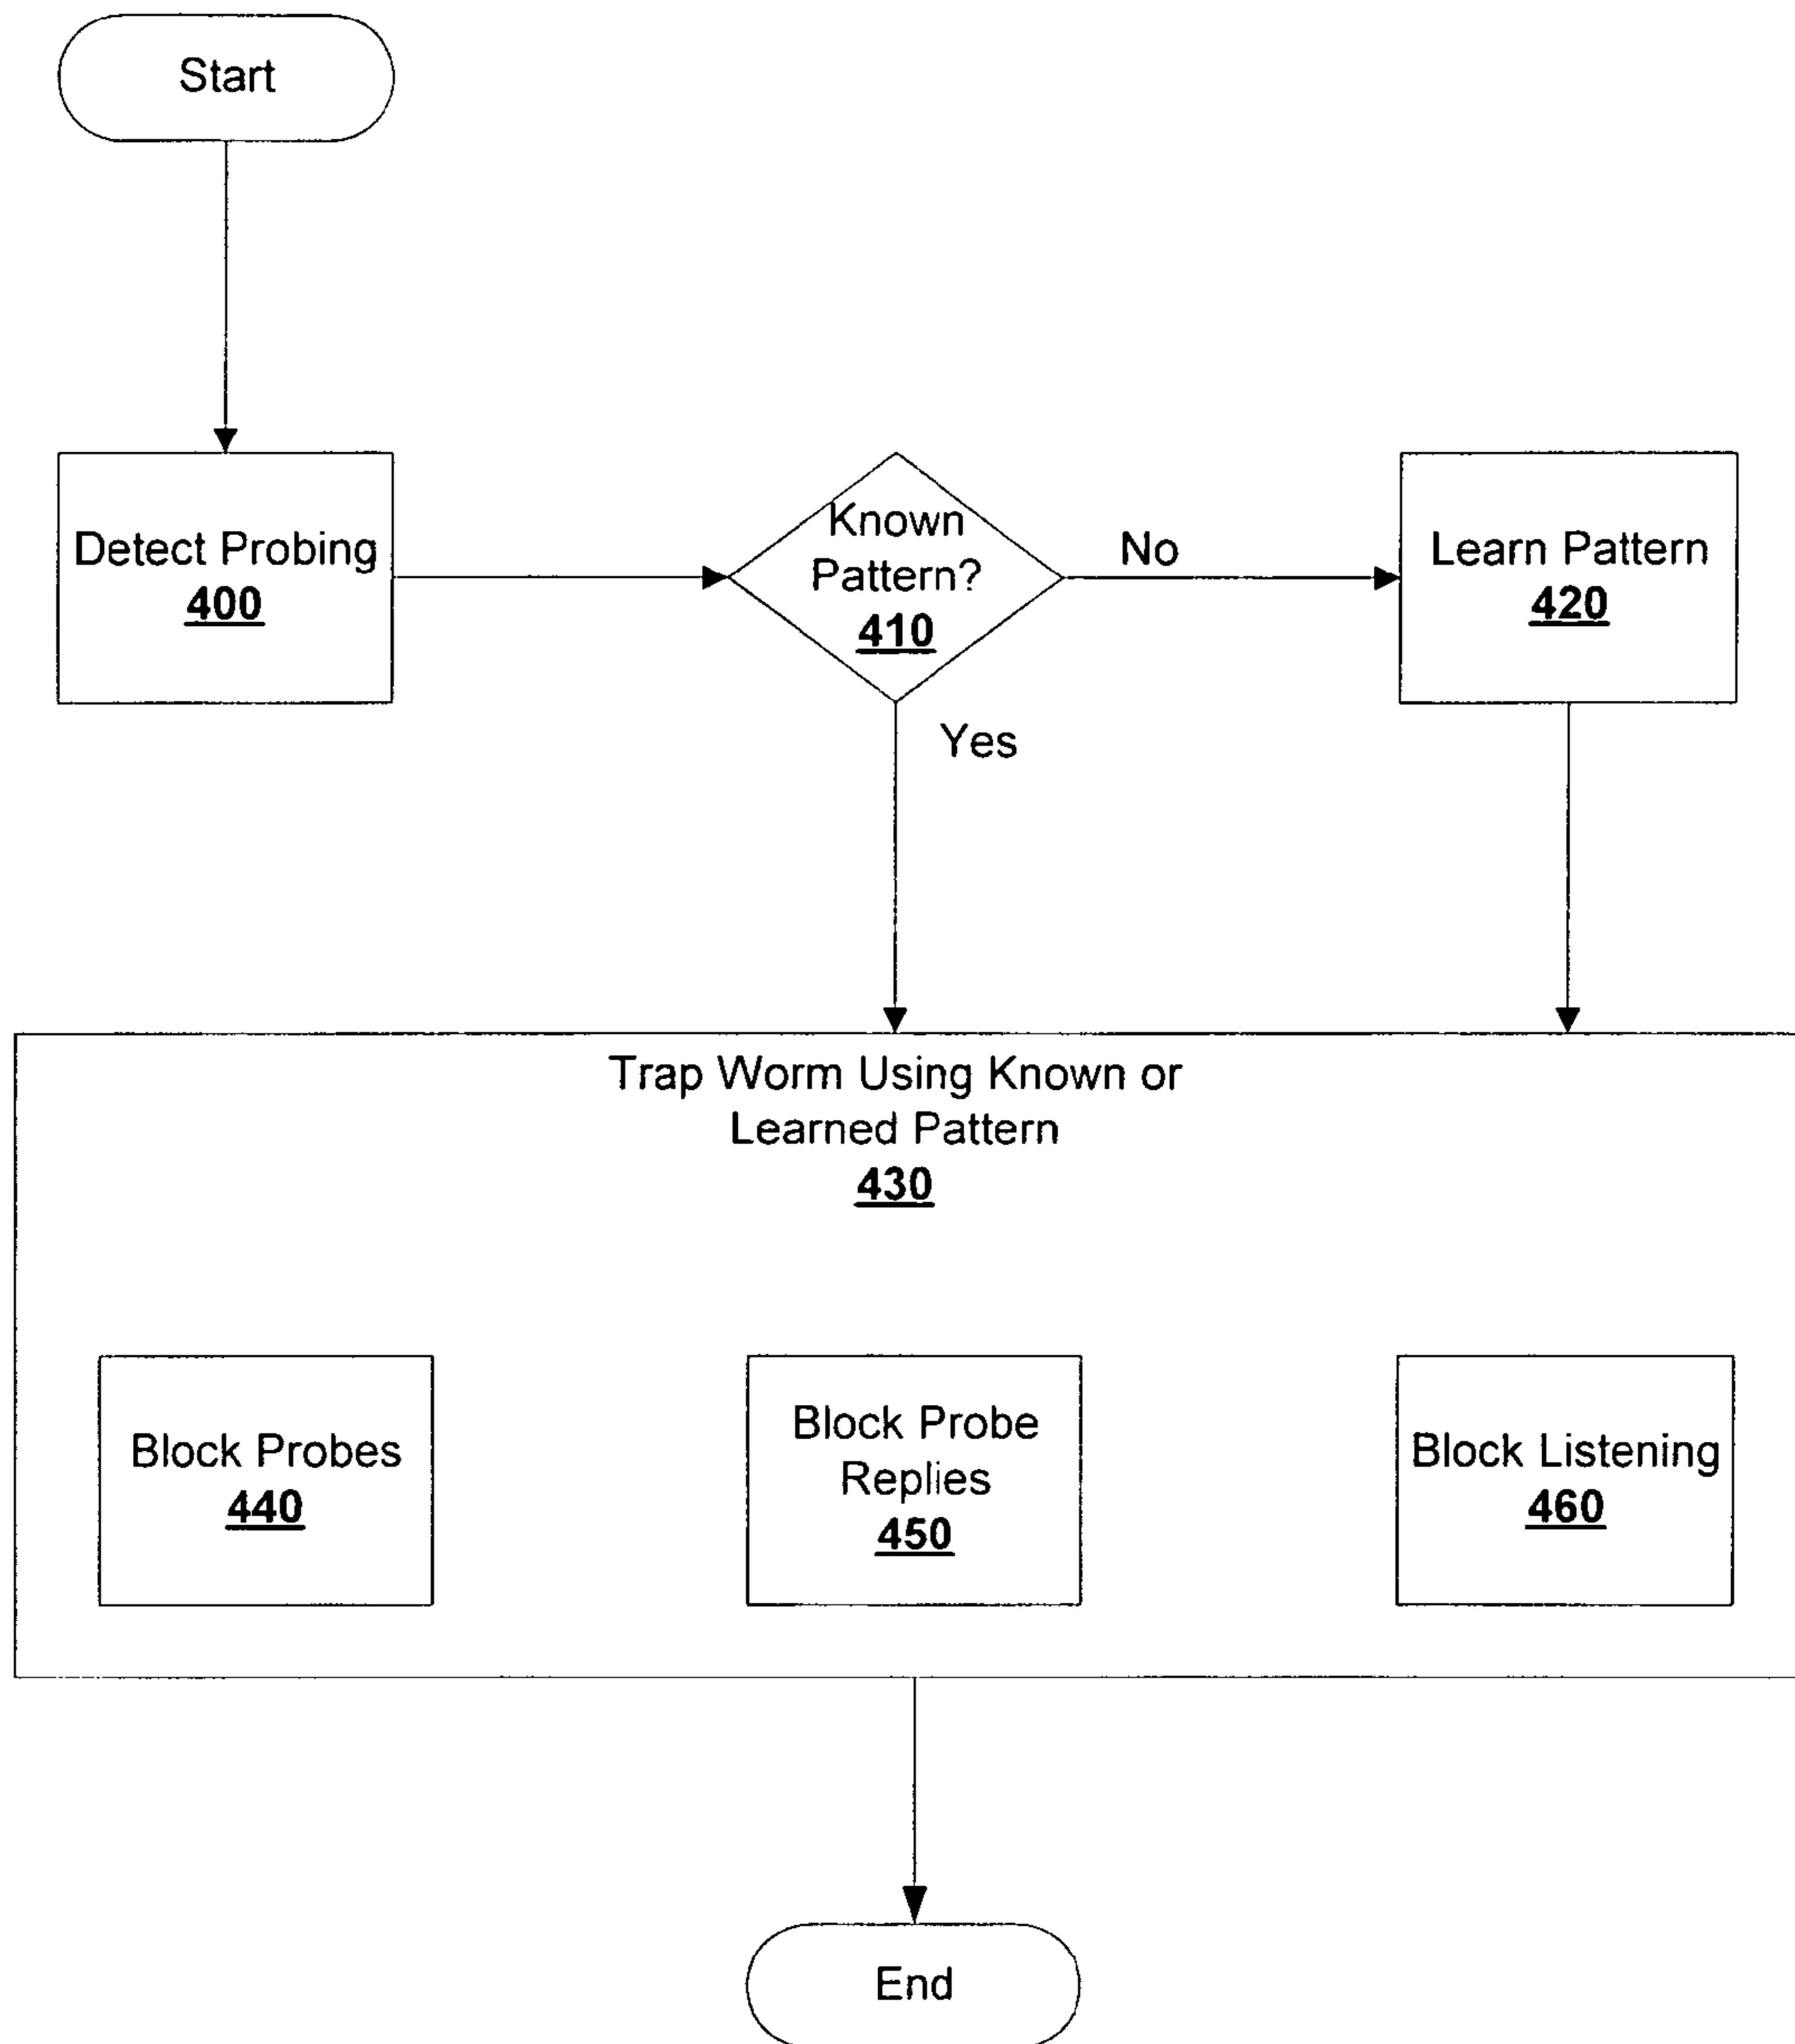 Start
Detect Probing
400
Known
Pattern?
410
No
Learn Pattern
420
Yes
Trap Worm Using Known or
Learned Pattern
430
Block Probes
440
Block Probe
Replies
450
Block Listening
460
End